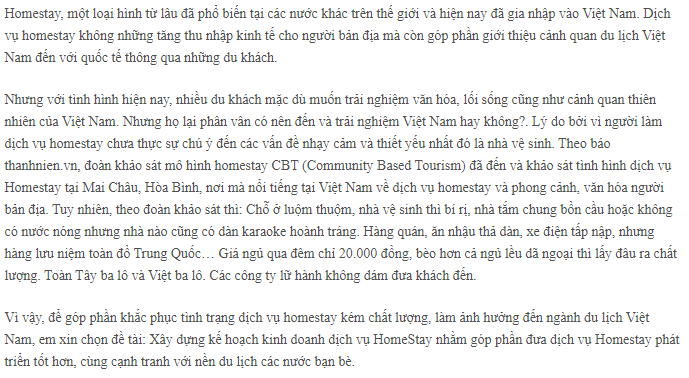 Homestay, một loại hình từ lâu đã phổ biến tại các nước khác trên thế giới và hiện nay đã gia nhập vào Việt Nam. Dịch
vụ homestay không những tăng thu nhập kinh tế cho người bản địa mà còn góp phần giới thiệu cảnh quan du lịch Việt
Nam đến với quốc tế thông qua những du khách.
Nhưng với tình hình hiện nay, nhiều du khách mặc dù muốn trải nghiệm văn hóa, lối sống cũng như cảnh quan thiên
nhiên của Việt Nam. Nhưng họ lại phân vân có nên đến và trải nghiệm Việt Nam hay không?. Lý do bởi vì người làm
dịch vụ homestay chưa thực sự chú ý đến các vấn đề nhạy cảm và thiết yếu nhất đó là nhà vệ sinh. Theo báo
thanhnien.vn, đoàn khảo sát mô hình homestay CBT (Community Based Tourism) đã đến và khảo sát tình hình dịch vụ
Homestay tại Mai Châu, Hòa Bình, nơi mà nổi tiếng tại Việt Nam về dịch vụ homestay và phong cảnh, văn hóa người
bản địa. Tuy nhiên, theo đoàn khảo sát thì: Chỗ ở luộm thuộm, nhà vệ sinh thì bí rị, nhà tắm chung bồn cầu hoặc không
có nước nóng nhưng nhà nào cũng có dàn karaoke hoành tráng. Hàng quán, ăn nhậu thả dàn, xe điện tấp nập, nhưng
hàng lưu niệm toàn đồ Trung Quốc… Giá ngủ qua đêm chỉ 20.000 đồng, bèo hơn cả ngủ lều dã ngoại thì lấy đâu ra chất
lượng. Toàn Tây ba lô và Việt ba lô. Các công ty lữ hành không dám đưa khách đến.
Vì vậy, để góp phần khắc phục tình trạng dịch vụ homestay kém chất lượng, làm ảnh hưởng đến ngành du lịch Việt
Nam, em xin chọn đề tài: Xây dựng kế hoạch kinh doanh dịch vụ HomeStay nhằm góp phần đưa dịch vụ Homestay phát
triển tốt hơn, cùng cạnh tranh với nền du lịch các nước bạn bè.